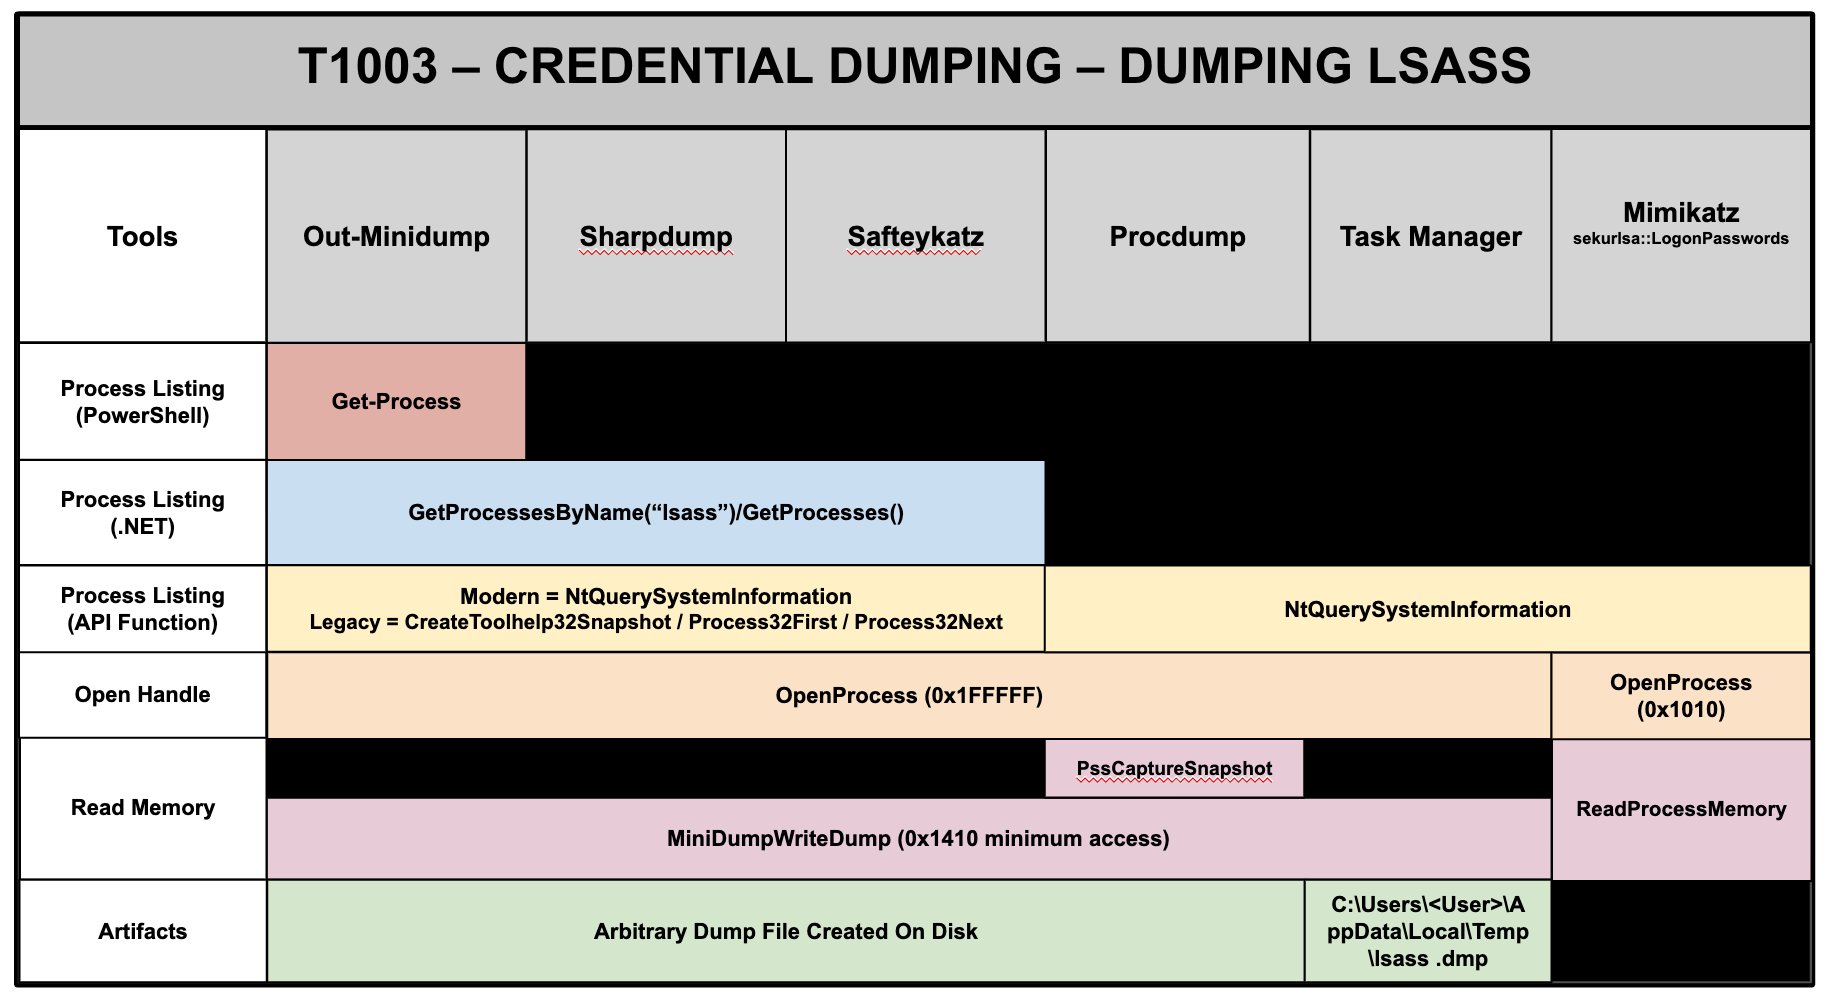 T1003 – CREDENTIAL DUMPING – DUMPING LSASS
Tools
Out-Minidump
Sharpdump
Safteykatz
Procdump
Task Manager
Mimikatz
sekurlsa::LogonPasswords
Process Listing
(PowerShell)
Get-Process
Process Listing
(.NET)
GetProcessesByName(“lsass”)/GetProcesses()
Process Listing
(API Function)
Modern = NtQuerySystemInformation
Legacy = CreateToolhelp32Snapshot / Process32First / Process32Next
NtQuerySystemInformation
Open Handle
OpenProcess (0x1FFFFF)
OpenProcess
(0x1010)
Read Memory
PssCaptureSnapshot
MiniDumpWriteDump (0x1410 minimum access)
ReadProcessMemory
Artifacts
Arbitrary Dump File Created On Disk
C:\Users\<User>\A
ppData\Local\Temp
\lsass .dmp